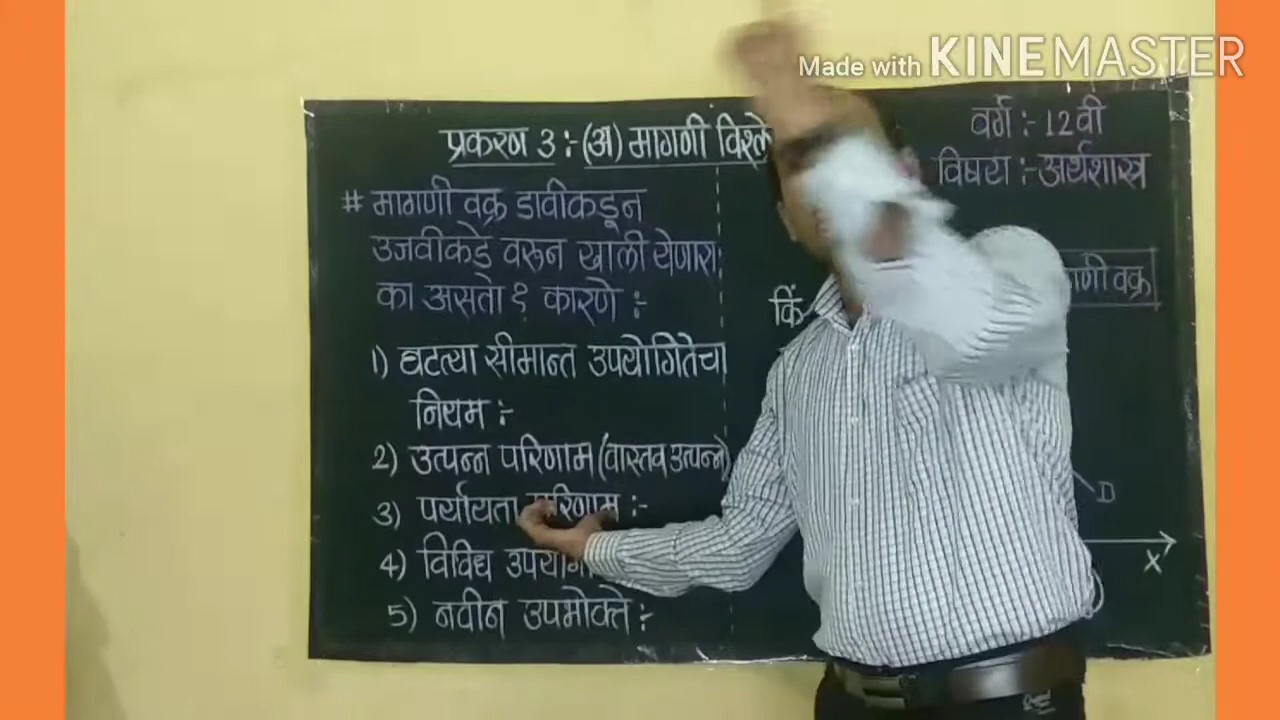 Made with KINEMASTER
प्रकरण 3 :- (अ) मागणी
वर्ग :- 12वी
विषय :- अर्थशास्त्र
# मागणी वक्र डावीकडून
उजवीकडे वरून खाली येणारा
का असतो ? कारणे :-
1) घटत्या सीमान्त उपयोगितेचा
नियम :-
2) उत्पन्न परिणाम (वास्तव उत्पन्न)
3) पर्यायता परिणाम :-
4) विविध
5) नवीन उपभोक्ते :-
वक्र
किं
D
X